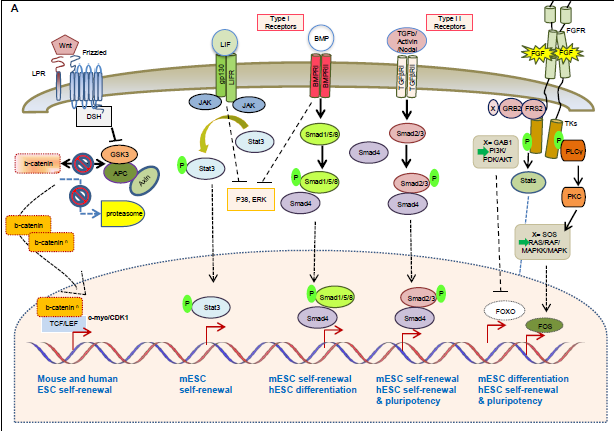 A
Wnt
Frizzled
LPR
DSH
GSK3
APC
Axin
b-catenin
proteasome
b-catenin
b-catenin
b-catenin
TCF/LEF
c-myo/CDK1
Mouse and human
ESC self-renewal
LIF
gp130
LIFR
JAK
JAK
Stat3
P
Stat3
P
Stat3
mESC
self-renewal
Type I
Receptors
BMP
BMPRI
BMPRII
Smad1/5/8
P
Smad1/5/8
Smad4
P38, ERK
P
Smad1/5/8
Smad4
mESC self-renewal
hESC differentiation
TGFb/
Activin
/Nodal
Type I I
Receptors
TGFβRI
TGFβRII
Smad2/3
Smad4
P
Smad2/3
Smad4
P
Smad2/3
Smad4
mESC self-renewal
hESC self-renewal
& pluripotency
FGFR
FGF
FGF
X
GRB2
FRS2
TKs
P
P
X= GAB1
PI3K/
PDK/AKT
Stats
PLCγ
PKC
X= SOS
RAS/RAF/
MAPKK/MAPK
FOXO
FOS
mESC differentiation
hESC self-renewal
& pluripotency